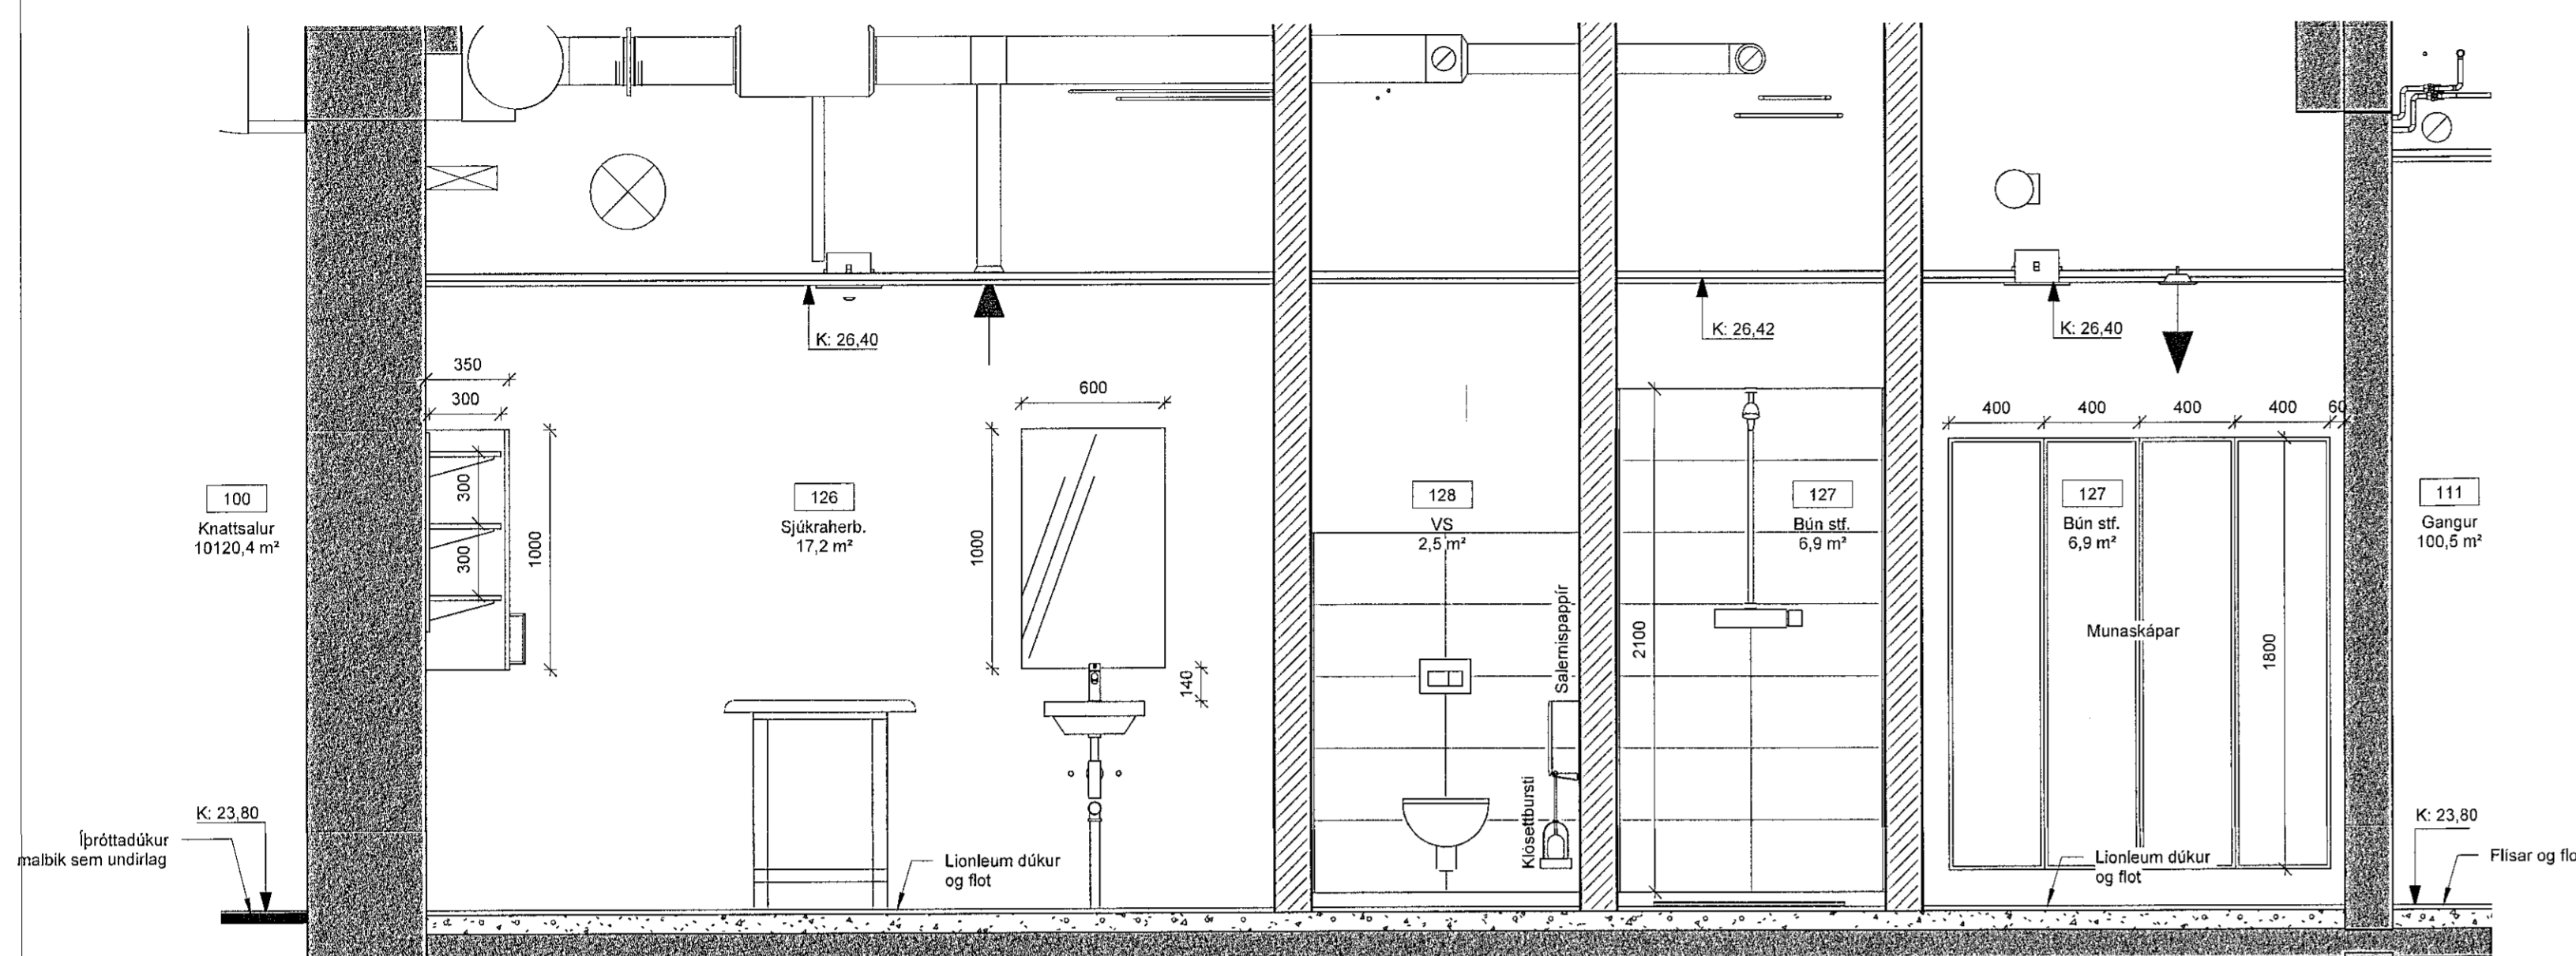 K: 26,40
K: 26,42
K: 26,40
350
300
300
300
1000
600
1000
140
2100
400
400
400
400
60
1800
100
Knattsalur
10120,4 m²
126
Sjúkraherb.
17,2 m²
128
VS
2,5 m²
127
Bún stf.
6,9 m²
127
Bún stf.
6,9 m²
111
Gangur
100,5 m²
Munaskápar
Salernispappír
Klósettbursti
K: 23,80
Íþróttadúkur
malbik sem undirlag
Lionleum dúkur
og flot
Lionleum dúkur
og flot
K: 23,80
Flísar og flo